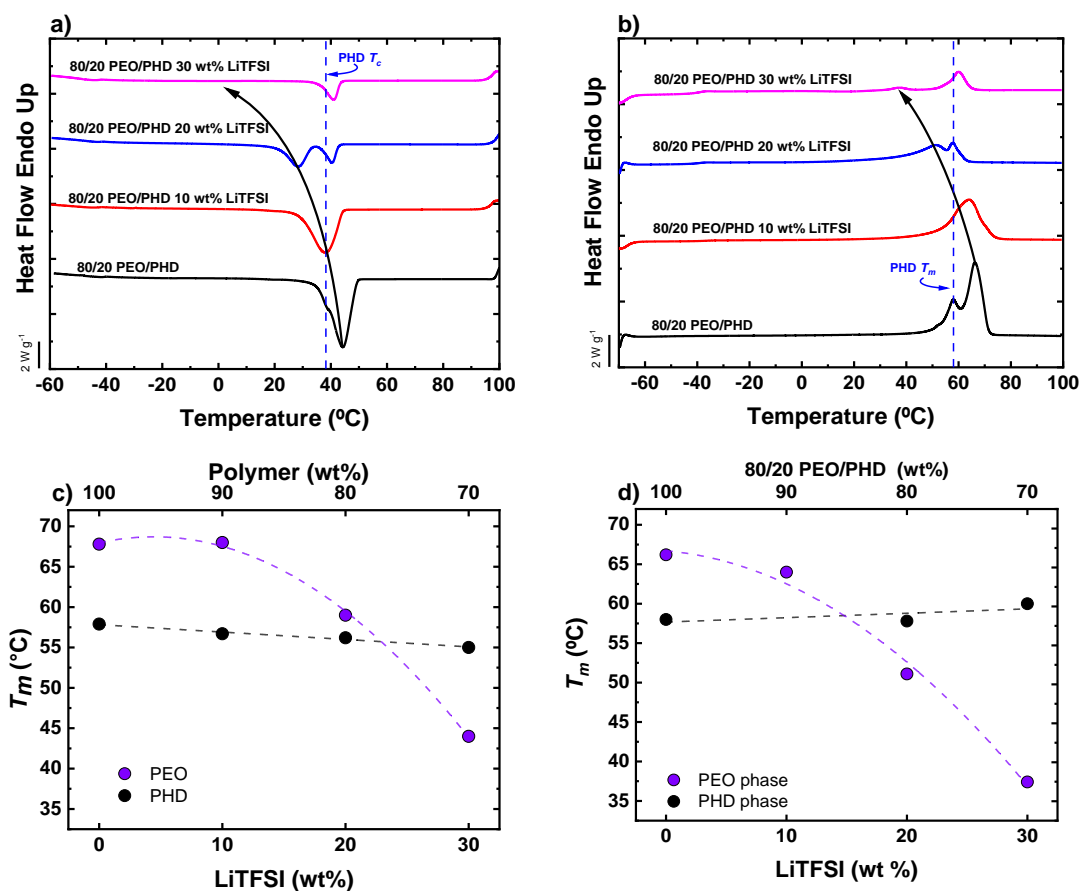 a)
Heat Flow Endo Up
80/20 PEO/PHD 30 wt% LiTFSI
PHD Tc
80/20 PEO/PHD 20 wt% LiTFSI
80/20 PEO/PHD 10 wt% LiTFSI
80/20 PEO/PHD
2 W g-1
-60 -40 -20 0 20 40 60 80 100
Temperature (ºC)
b)
Heat Flow Endo Up
80/20 PEO/PHD 30 wt% LiTFSI
80/20 PEO/PHD 20 wt% LiTFSI
80/20 PEO/PHD 10 wt% LiTFSI
PHD Tm
80/20 PEO/PHD
2 W g-1
-60 -40 -20 0 20 40 60 80 100
Temperature (ºC)
c)
Polymer (wt%)
100 90 80 70
Tm (°C)
70
65
60
55
50
45
40
35
PEO
PHD
0 10 20 30
LiTFSI (wt%)
d)
80/20 PEO/PHD (wt%)
100 90 80 70
Tm (ºC)
70
65
60
55
50
45
40
35
PEO phase
PHD phase
0 10 20 30
LiTFSI (wt %)